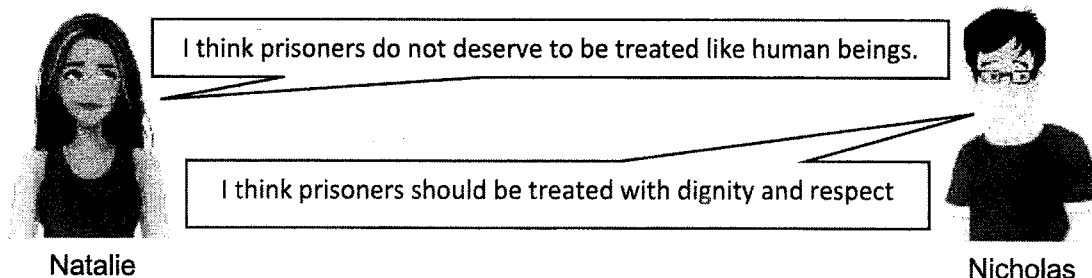 I think prisoners do not deserve to be treated like human beings.
I think prisoners should be treated with dignity and respect
Natalie
Nicholas